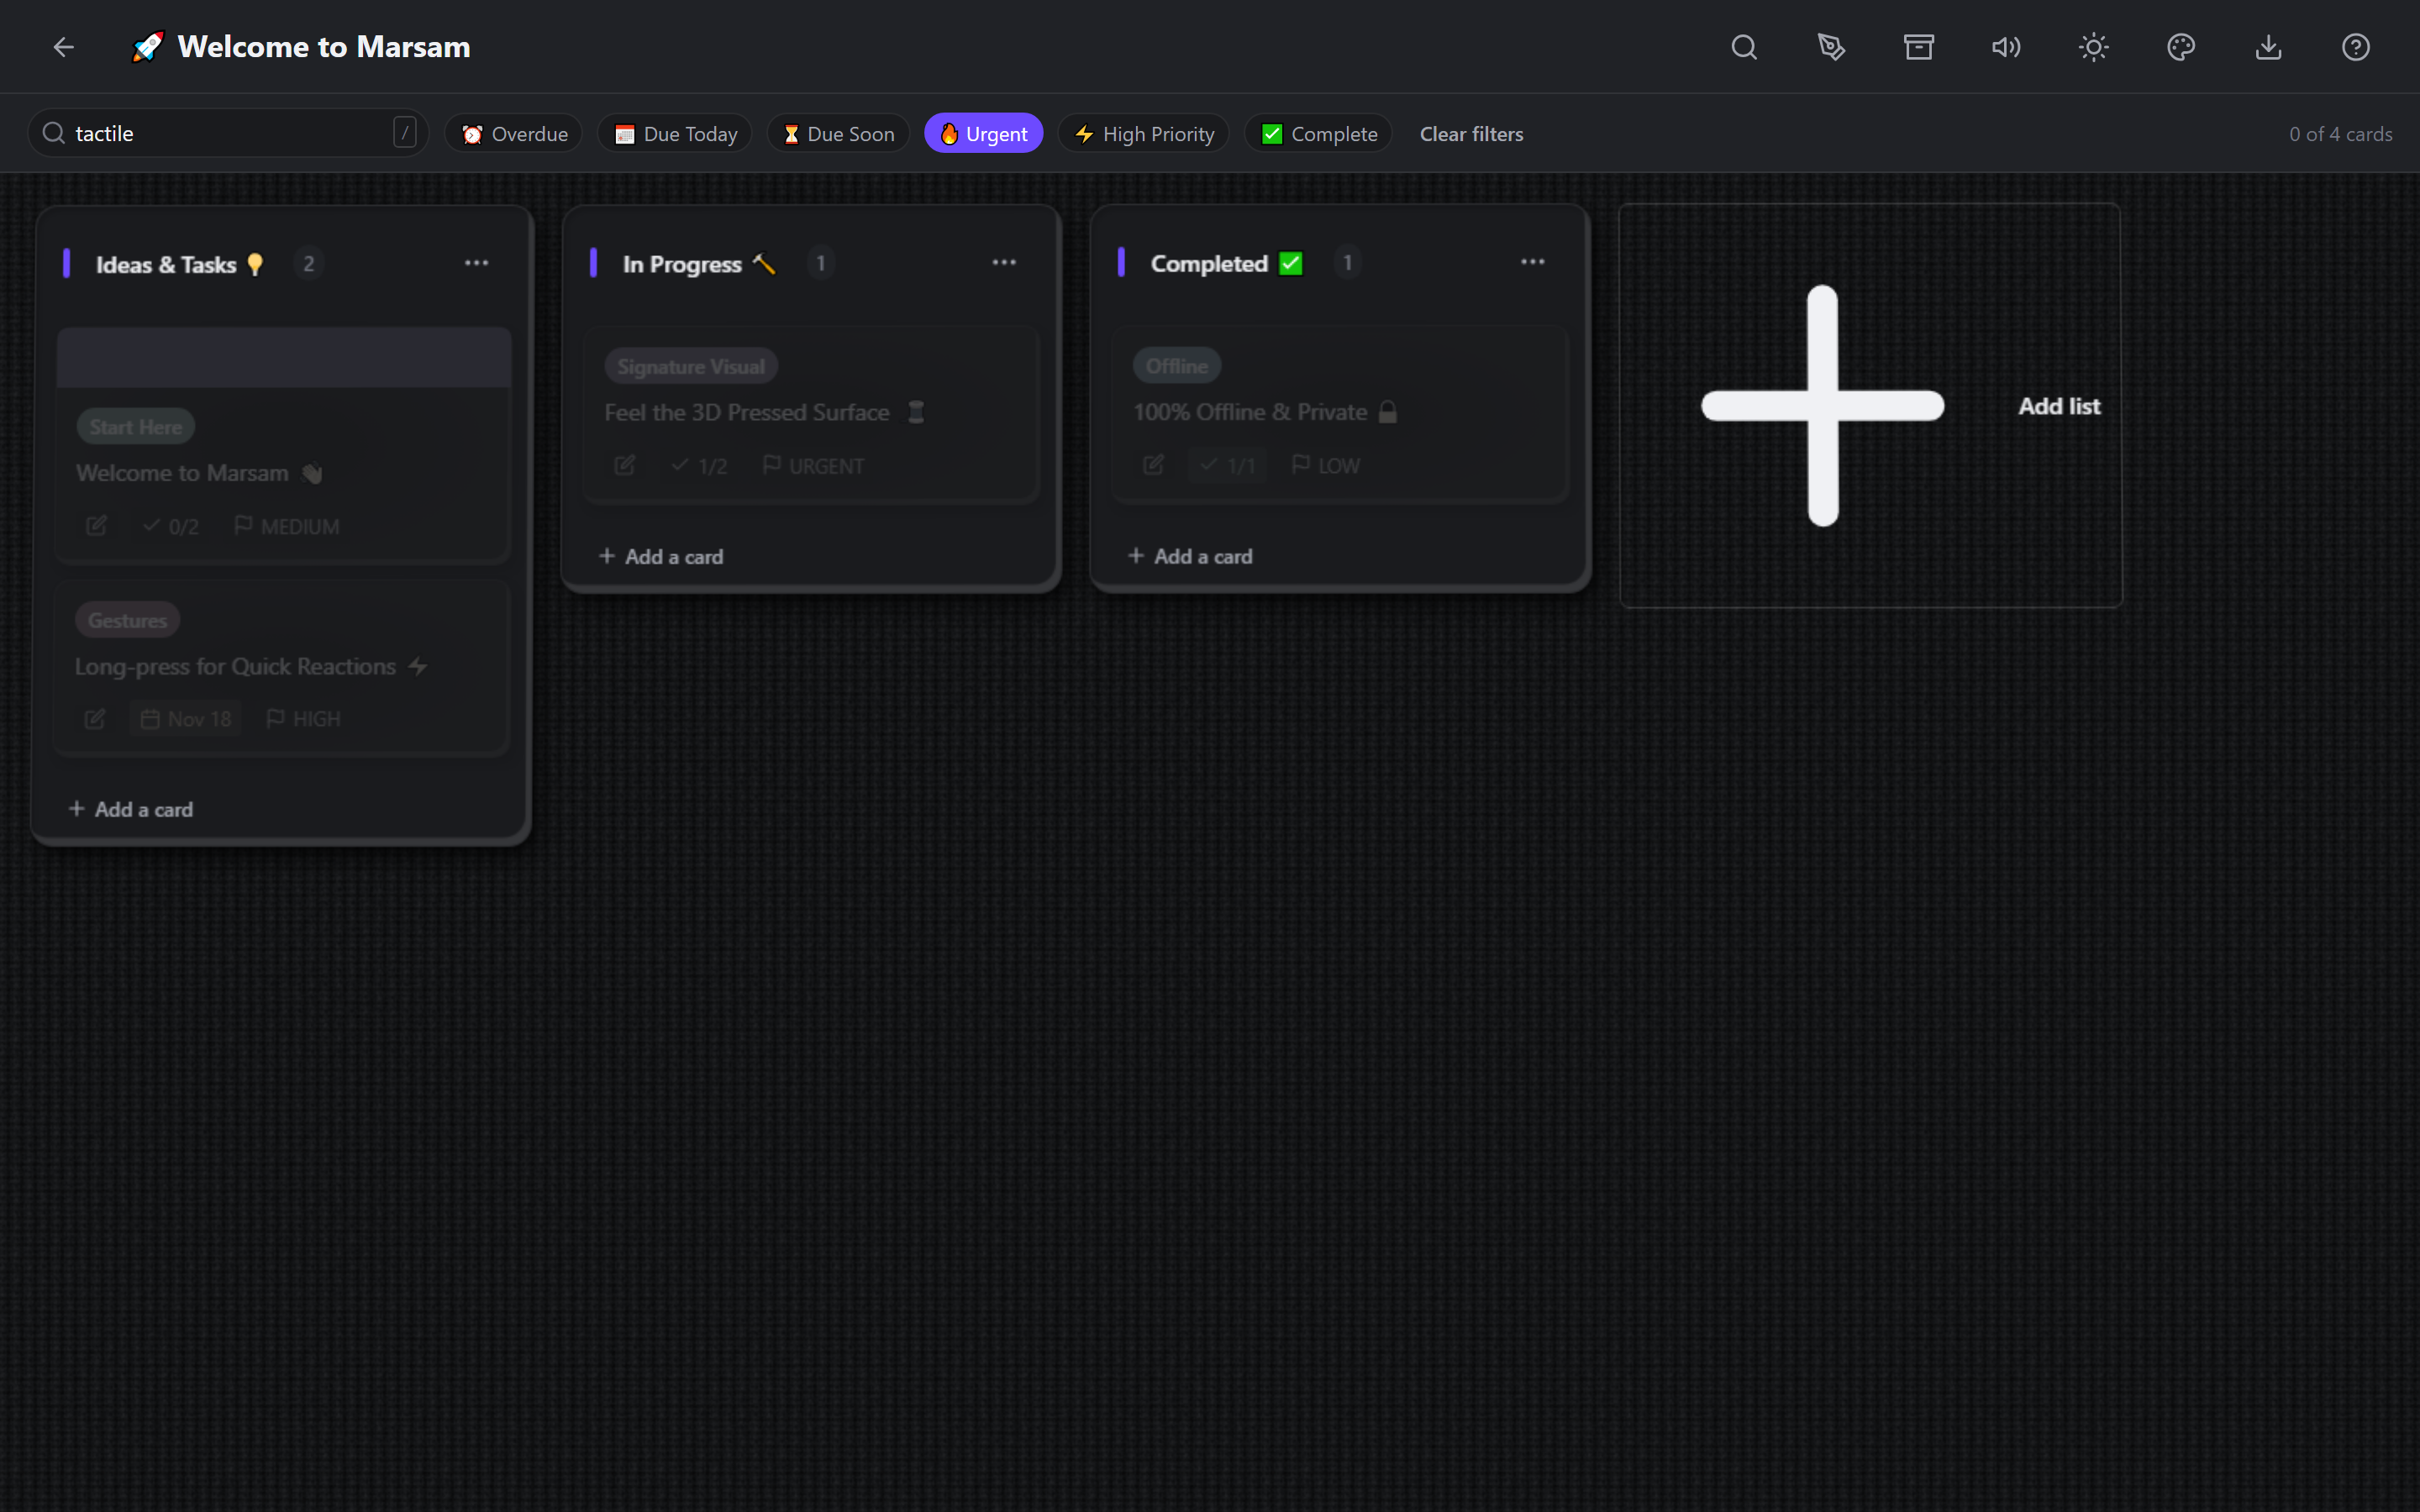 🚀 Welcome to Marsam
tactile /
⏰ Overdue
📅 Due Today
⏳ Due Soon
🔥 Urgent
⚡ High Priority
✅ Complete
Clear filters
0 of 4 cards
Ideas & Tasks 💡 2
Start Here
Welcome to Marsam 👋
0/2 MEDIUM
Gestures
Long-press for Quick Reactions ⚡
Nov 18 HIGH
+ Add a card
In Progress 🔨 1
Signature Visual
Feel the 3D Pressed Surface 🧵
1/2 URGENT
+ Add a card
Completed ✅ 1
Offline
100% Offline & Private 🔒
1/1 LOW
+ Add a card
Add list